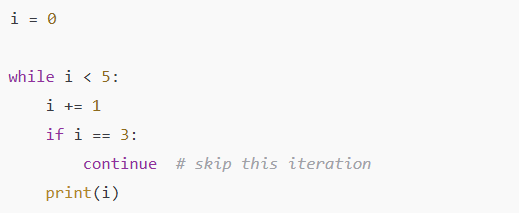 i = 0
while i < 5:
    i += 1
    if i == 3:
        continue  # skip this iteration
    print(i)